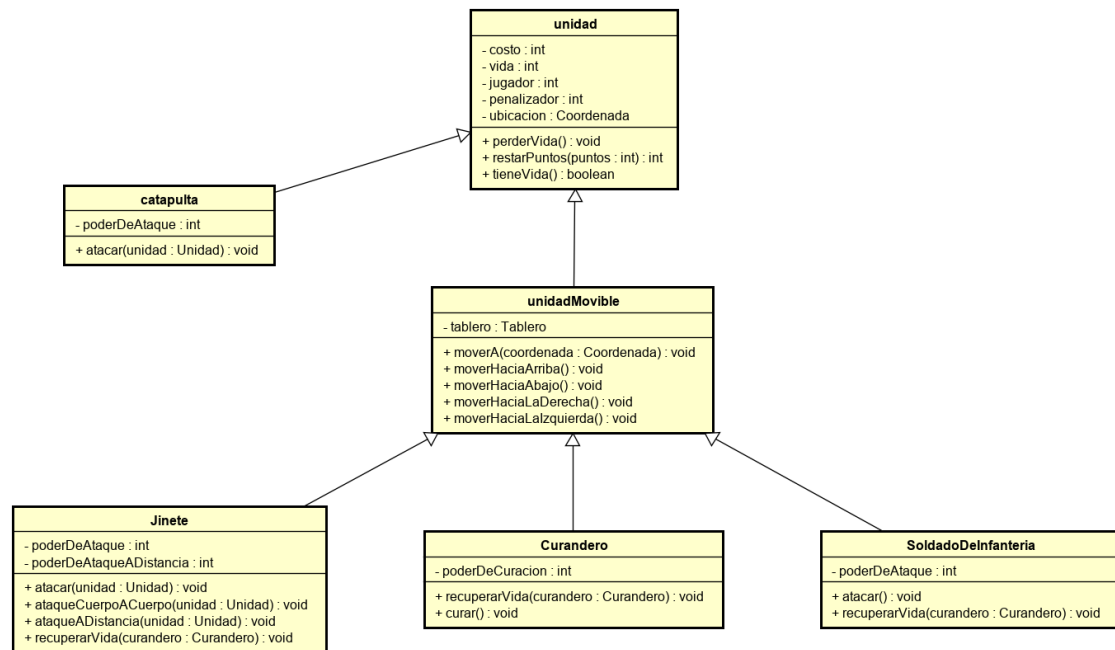 unidad
- costo : int
- vida : int
- jugador : int
- penalizador : int
- ubicacion : Coordenada
+ perderVida() : void
+ restarPuntos(puntos : int) : int
+ tieneVida() : boolean
catapulta
- poderDeAtaque : int
+ atacar(unidad : Unidad) : void
unidadMovible
- tablero : Tablero
+ moverA(coordenada : Coordenada) : void
+ moverHaciaArriba() : void
+ moverHaciaAbajo() : void
+ moverHaciaLaDerecha() : void
+ moverHaciaLaIzquierda() : void
Jinete
- poderDeAtaque : int
- poderDeAtaqueADistancia : int
+ atacar(unidad : Unidad) : void
+ ataqueCuerpoACuerpo(unidad : Unidad) : void
+ ataqueADistancia(unidad : Unidad) : void
+ recuperarVida(curandero : Curandero) : void
Curandero
- poderDeCuracion : int
+ recuperarVida(curandero : Curandero) : void
+ curar() : void
SoldadoDeInfanteria
- poderDeAtaque : int
+ atacar() : void
+ recuperarVida(curandero : Curandero) : void